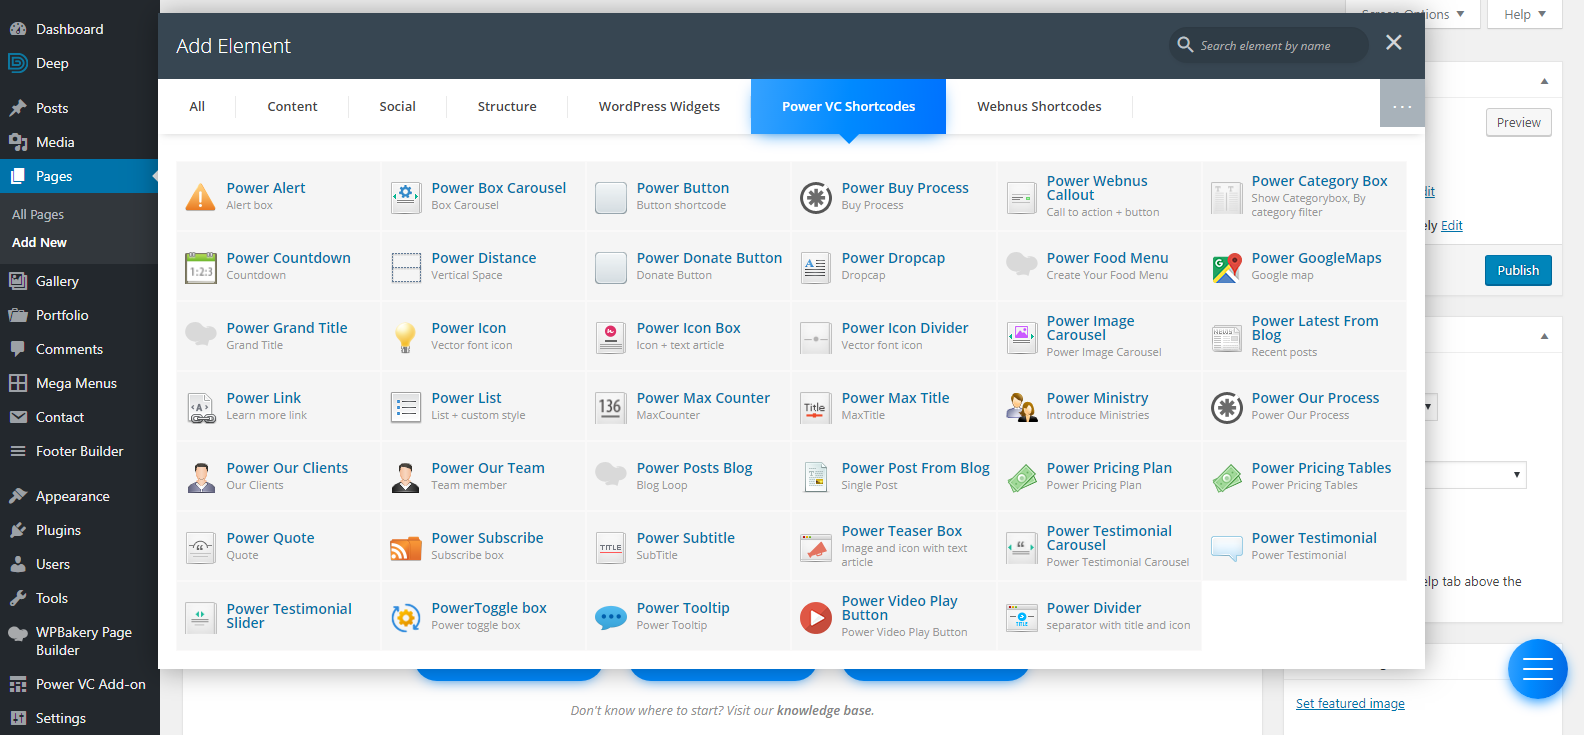 Dashboard
Deep
Posts
Media
Pages
All Pages
Add New
Gallery
Portfolio
Comments
Mega Menus
Contact
Footer Builder
Appearance
Plugins
Users
Tools
WPBakery Page
Builder
Power VC Add-on
Settings
Screen Options
Help
Add Element
Search element by name
All
Content
Social
Structure
WordPress Widgets
Power VC Shortcodes
Webnus Shortcodes
...
Power Alert
Alert box
Power Box Carousel
Box Carousel
Power Button
Button shortcode
Power Buy Process
Buy Process
Power Webnus
Callout
Call to action + button
Power Category Box
Show Categorybox, By
category filter
1:2:3
Power Countdown
Countdown
Power Distance
Vertical Space
Power Donate Button
Donate Button
Power Dropcap
Dropcap
Power Food Menu
Create Your Food Menu
Power GoogleMaps
Google map
Power Grand Title
Grand Title
Power Icon
Vector font icon
Power Icon Box
Icon + text article
Power Icon Divider
Vector font icon
Power Image
Carousel
Power Image Carousel
NEWS
Power Latest From
Blog
Recent posts
Power Link
Learn more link
Power List
List + custom style
136
Power Max Counter
MaxCounter
Title
Power Max Title
MaxTitle
Power Ministry
Introduce Ministries
Power Our Process
Power Our Process
Power Our Clients
Our Clients
Power Our Team
Team member
Power Posts Blog
Blog Loop
Power Post From Blog
Single Post
Power Pricing Plan
Power Pricing Plan
Power Pricing Tables
Power Pricing Tables
Power Quote
Quote
Power Subscribe
Subscribe box
TITLE
Power Subtitle
SubTitle
Power Teaser Box
Image and icon with text
article
Power Testimonial
Carousel
Power Testimonial Carousel
Power Testimonial
Power Testimonial
Power Testimonial
Slider
PowerToggle box
Power toggle box
Power Tooltip
Power Tooltip
Power Video Play
Button
Power Video Play Button
TITLE
Power Divider
separator with title and icon
Preview
dit
ely Edit
Publish
elp tab above the
Set featured image
Don't know where to start? Visit our knowledge base.